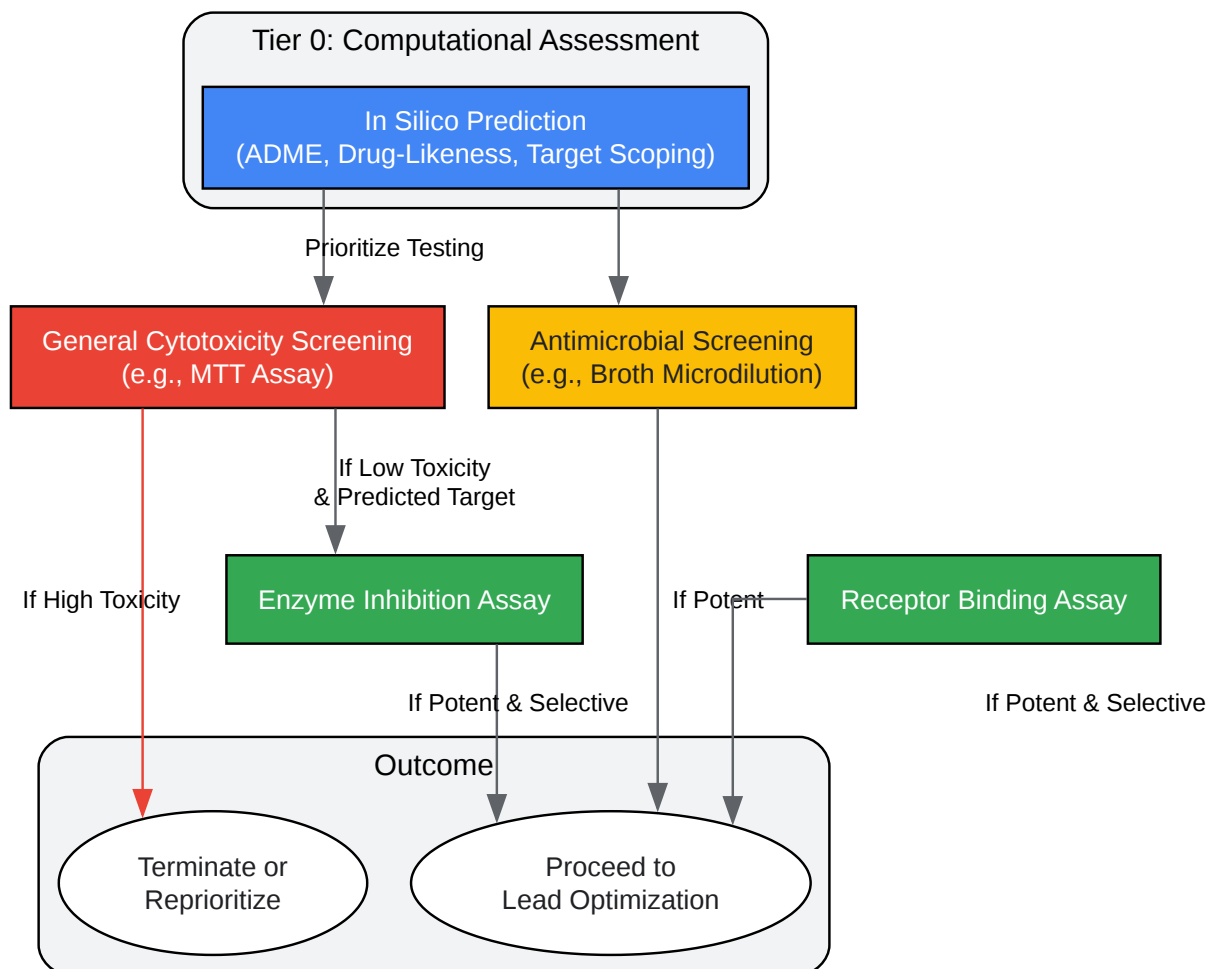 Tier 0: Computational Assessment
In Silico Prediction
(ADME, Drug-Likeness, Target Scoping)
Prioritize Testing
General Cytotoxicity Screening
(e.g., MTT Assay)
Antimicrobial Screening
(e.g., Broth Microdilution)
If Low Toxicity
& Predicted Target
If High Toxicity
Enzyme Inhibition Assay
If Potent
Receptor Binding Assay
If Potent & Selective
If Potent & Selective
Outcome
Terminate or
Reprioritize
Proceed to
Lead Optimization